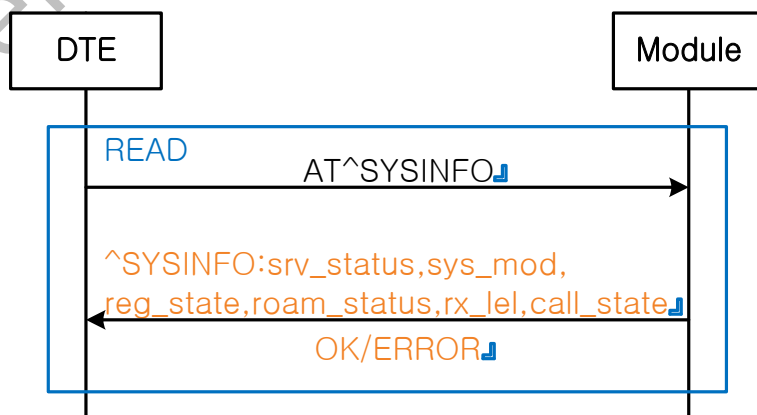 DTE
Module
READ
AT^SYSINFO┛
^SYSINFO:srv_status,sys_mod,
reg_state,roam_status,rx_lel,call_state┛
OK/ERROR┛